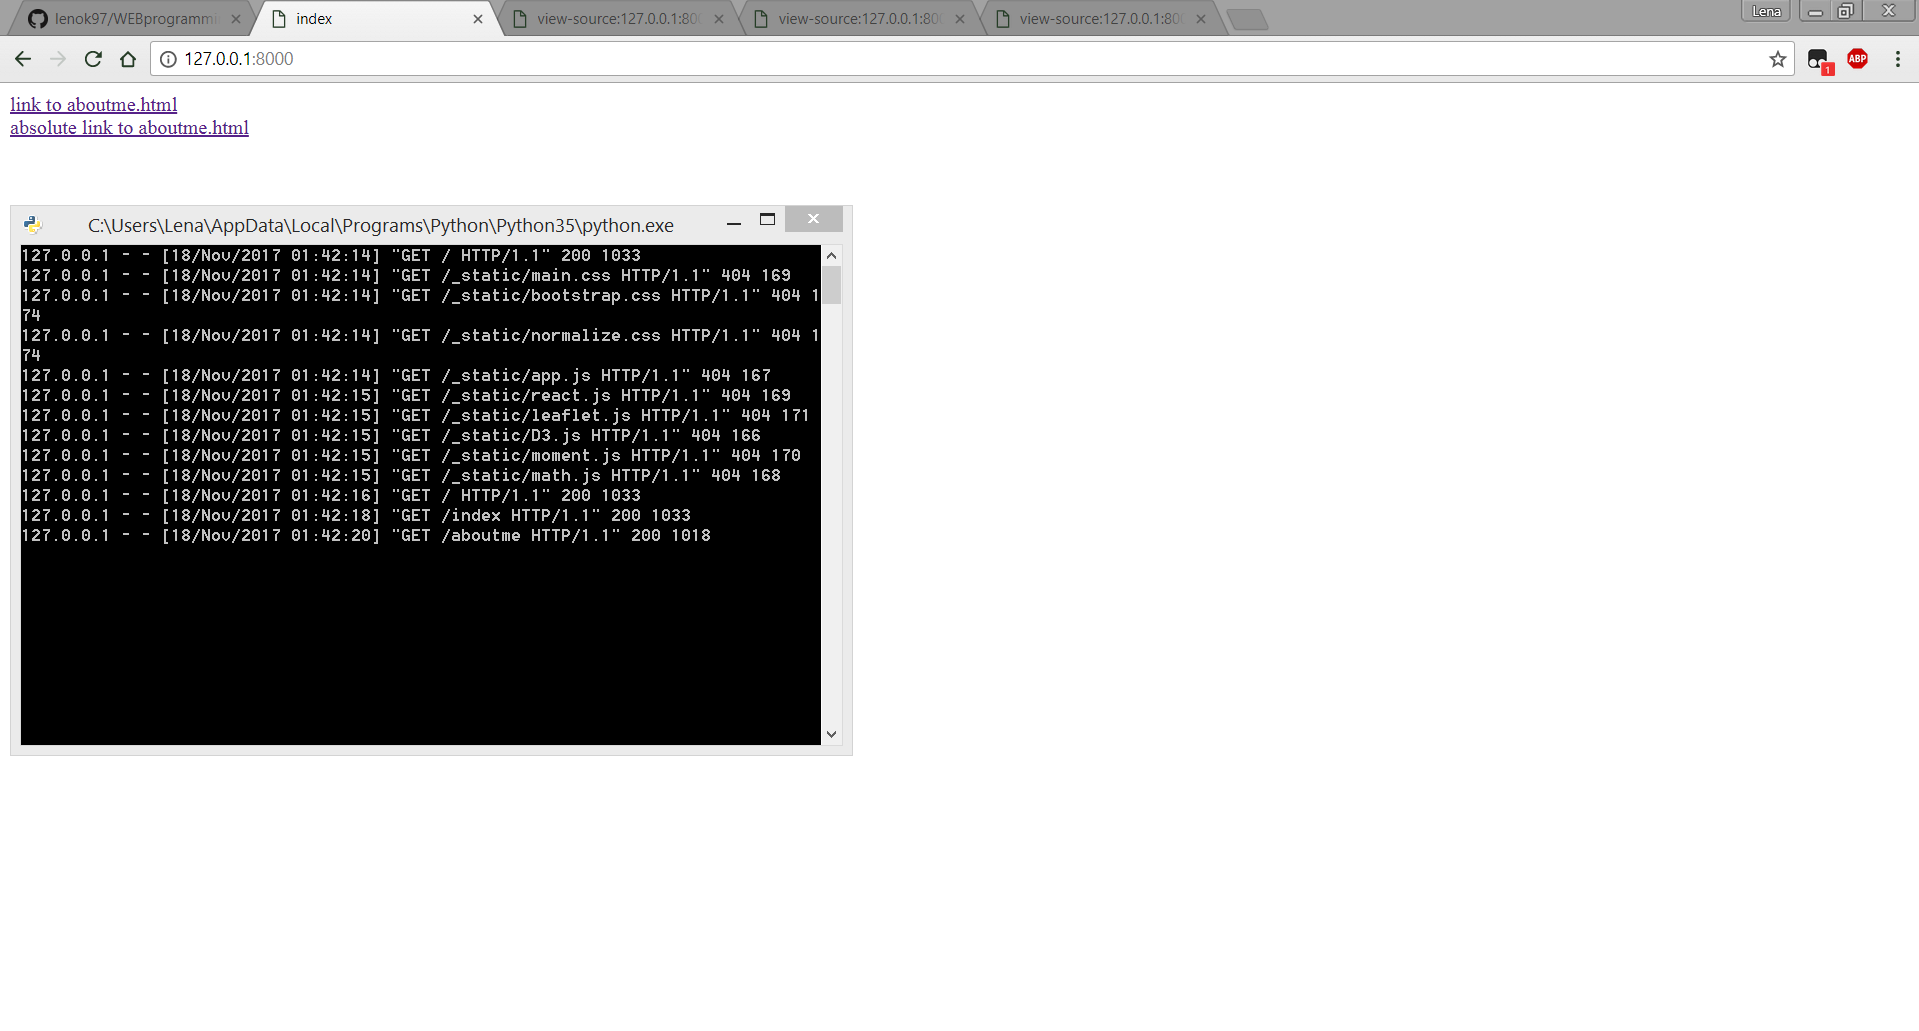 lenok97/WEBprogrammi
index
view-source:127.0.0.1:800
view-source:127.0.0.1:800
view-source:127.0.0.1:800
Lena
127.0.0.1:8000
1
ABP
link to aboutme.html
absolute link to aboutme.html
C:\Users\Lena\AppData\Local\Programs\Python\Python35\python.exe
127.0.0.1 - - [18/Nov/2017 01:42:14] "GET / HTTP/1.1" 200 1033
127.0.0.1 - - [18/Nov/2017 01:42:14] "GET /_static/main.css HTTP/1.1" 404 169
127.0.0.1 - - [18/Nov/2017 01:42:14] "GET /_static/bootstrap.css HTTP/1.1" 404 1
74
127.0.0.1 - - [18/Nov/2017 01:42:14] "GET /_static/normalize.css HTTP/1.1" 404 1
74
127.0.0.1 - - [18/Nov/2017 01:42:14] "GET /_static/app.js HTTP/1.1" 404 167
127.0.0.1 - - [18/Nov/2017 01:42:15] "GET /_static/react.js HTTP/1.1" 404 169
127.0.0.1 - - [18/Nov/2017 01:42:15] "GET /_static/leaflet.js HTTP/1.1" 404 171
127.0.0.1 - - [18/Nov/2017 01:42:15] "GET /_static/D3.js HTTP/1.1" 404 166
127.0.0.1 - - [18/Nov/2017 01:42:15] "GET /_static/moment.js HTTP/1.1" 404 170
127.0.0.1 - - [18/Nov/2017 01:42:15] "GET /_static/math.js HTTP/1.1" 404 168
127.0.0.1 - - [18/Nov/2017 01:42:16] "GET / HTTP/1.1" 200 1033
127.0.0.1 - - [18/Nov/2017 01:42:18] "GET /index HTTP/1.1" 200 1033
127.0.0.1 - - [18/Nov/2017 01:42:20] "GET /aboutme HTTP/1.1" 200 1018